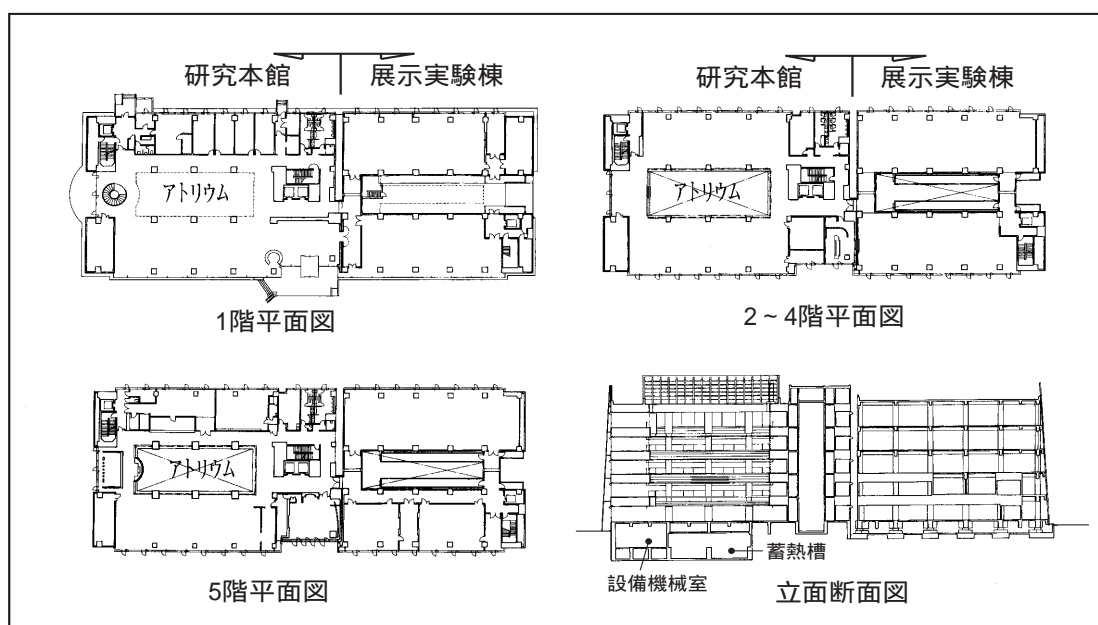 研究本館 展示実験棟
アトリウム
1階平面図
研究本館 展示実験棟
アトリウム
2~4階平面図
アトリウム
5階平面図
蓄熱槽
設備機械室
立面断面図